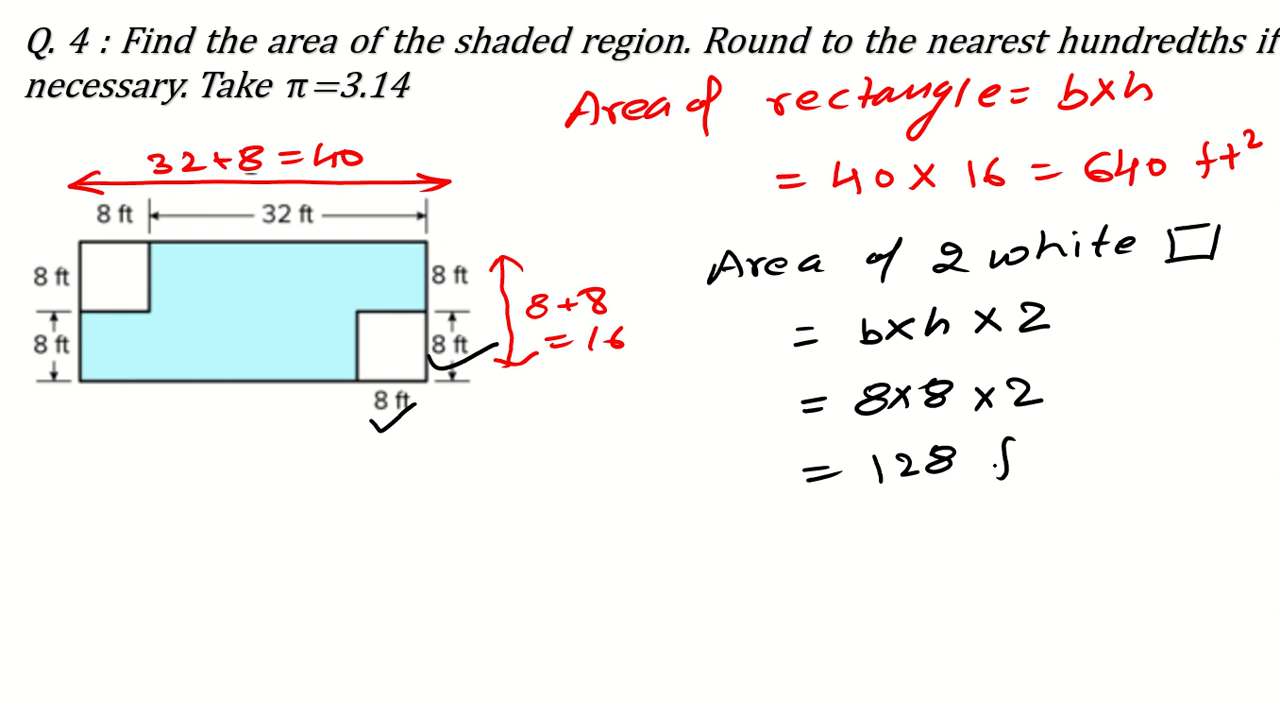 Q. 4 : Find the area of the shaded region. Round to the nearest hundredths if
necessary. Take π=3.14
Area of rectangle = b×h
= 40 × 16 = 640 ft²
32+8=40
8 ft 32 ft
8 ft 8 ft
8 ft 8 ft
8 ft
8+8
= 16
Area of 2 white
= b×h × 2
= 8×8 × 2
= 128 f